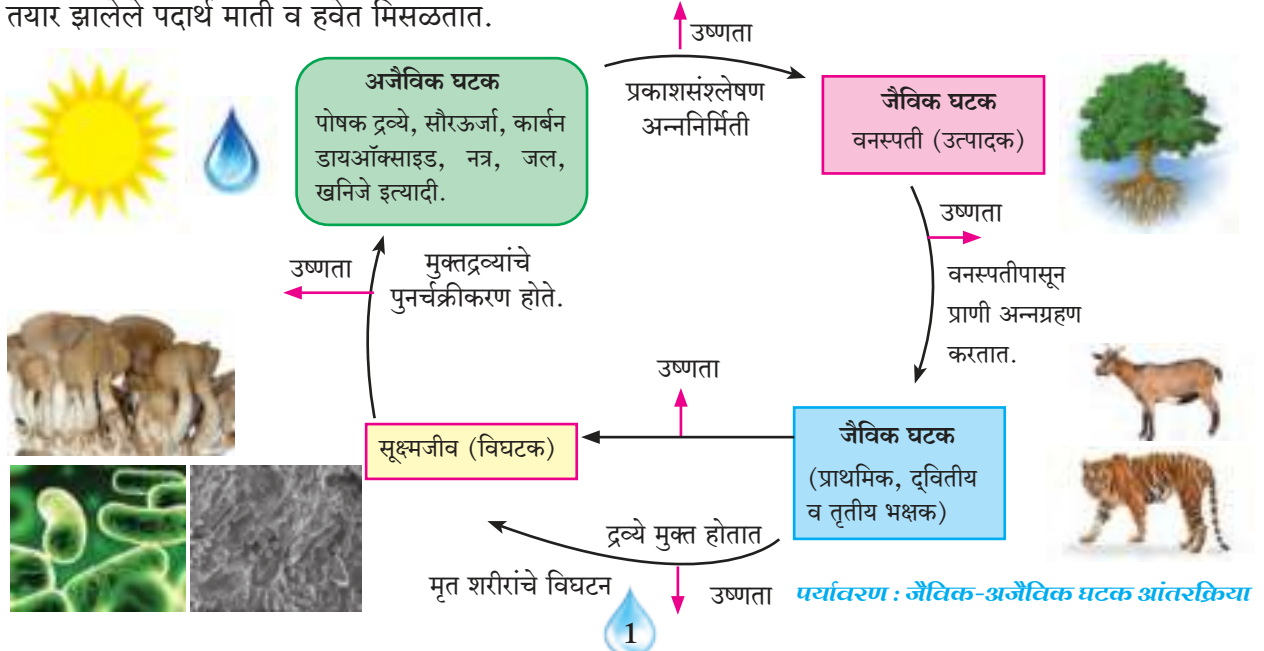 तयार झालेले पदार्थ माती व हवेत मिसळतात.
उष्णता
अजैविक घटक
पोषक द्रव्ये, सौरऊर्जा, कार्बन
डायऑक्साइड, नत्र, जल,
खनिजे इत्यादी.
प्रकाशसंश्लेषण
अन्ननिर्मिती
जैविक घटक
वनस्पती (उत्पादक)
उष्णता
वनस्पतीपासून
प्राणी अन्नग्रहण
करतात.
उष्णता
मुक्तद्रव्यांचे
पुनर्चक्रीकरण होते.
उष्णता
जैविक घटक
(प्राथमिक, द्‌वितीय
व तृतीय भक्षक)
सूक्ष्मजीव (विघटक)
द्रव्ये मुक्त होतात
मृत शरीरांचे विघटन
उष्णता
पर्यावरण : जैविक-अजैविक घटक आंतरक्रिया
1